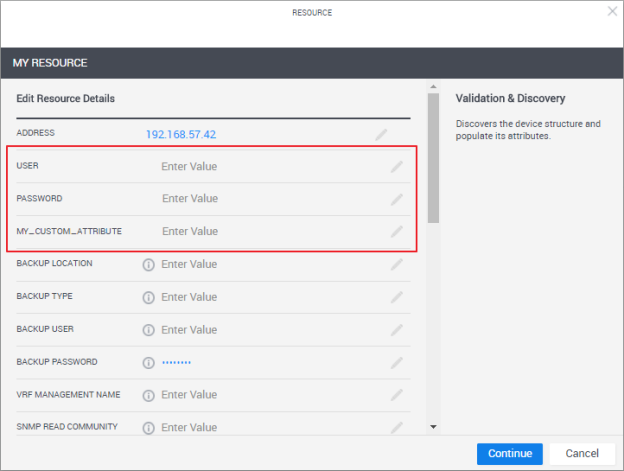 RESOURCE
MY RESOURCE
Edit Resource Details
ADDRESS 192.168.57.42
USER Enter Value
PASSWORD Enter Value
MY_CUSTOM_ATTRIBUTE Enter Value
BACKUP LOCATION Enter Value
BACKUP TYPE Enter Value
BACKUP USER Enter Value
BACKUP PASSWORD ••••••••
VRF MANAGEMENT NAME Enter Value
SNMP READ COMMUNITY Enter Value
Validation & Discovery
Discovers the device structure and
populate its attributes.
Continue Cancel